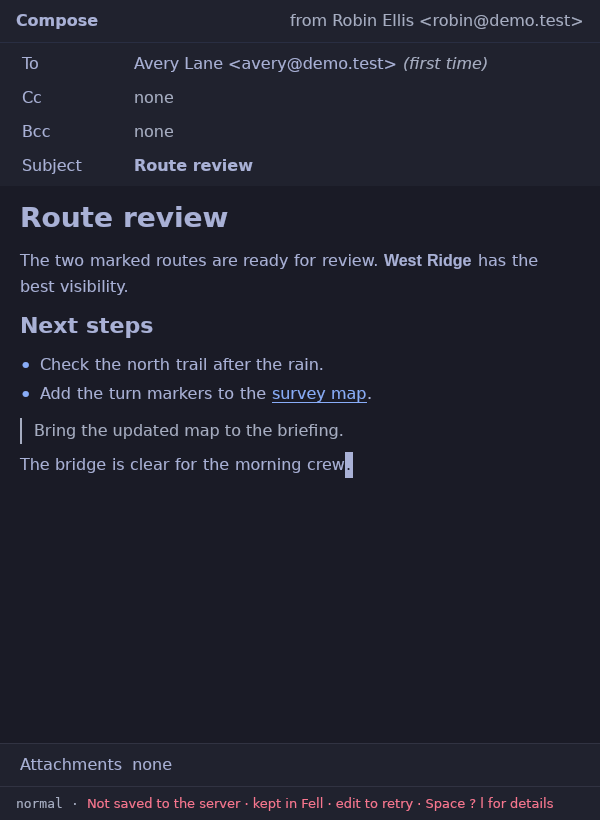 Compose from Robin Ellis <robin@demo.test>
To Avery Lane <avery@demo.test> (first time)
Cc none
Bcc none
Subject Route review
Route review
The two marked routes are ready for review. West Ridge has the
best visibility.
Next steps
• Check the north trail after the rain.
• Add the turn markers to the survey map.
Bring the updated map to the briefing.
The bridge is clear for the morning crew.
Attachments none
normal · Not saved to the server · kept in Fell · edit to retry · Space ? l for details